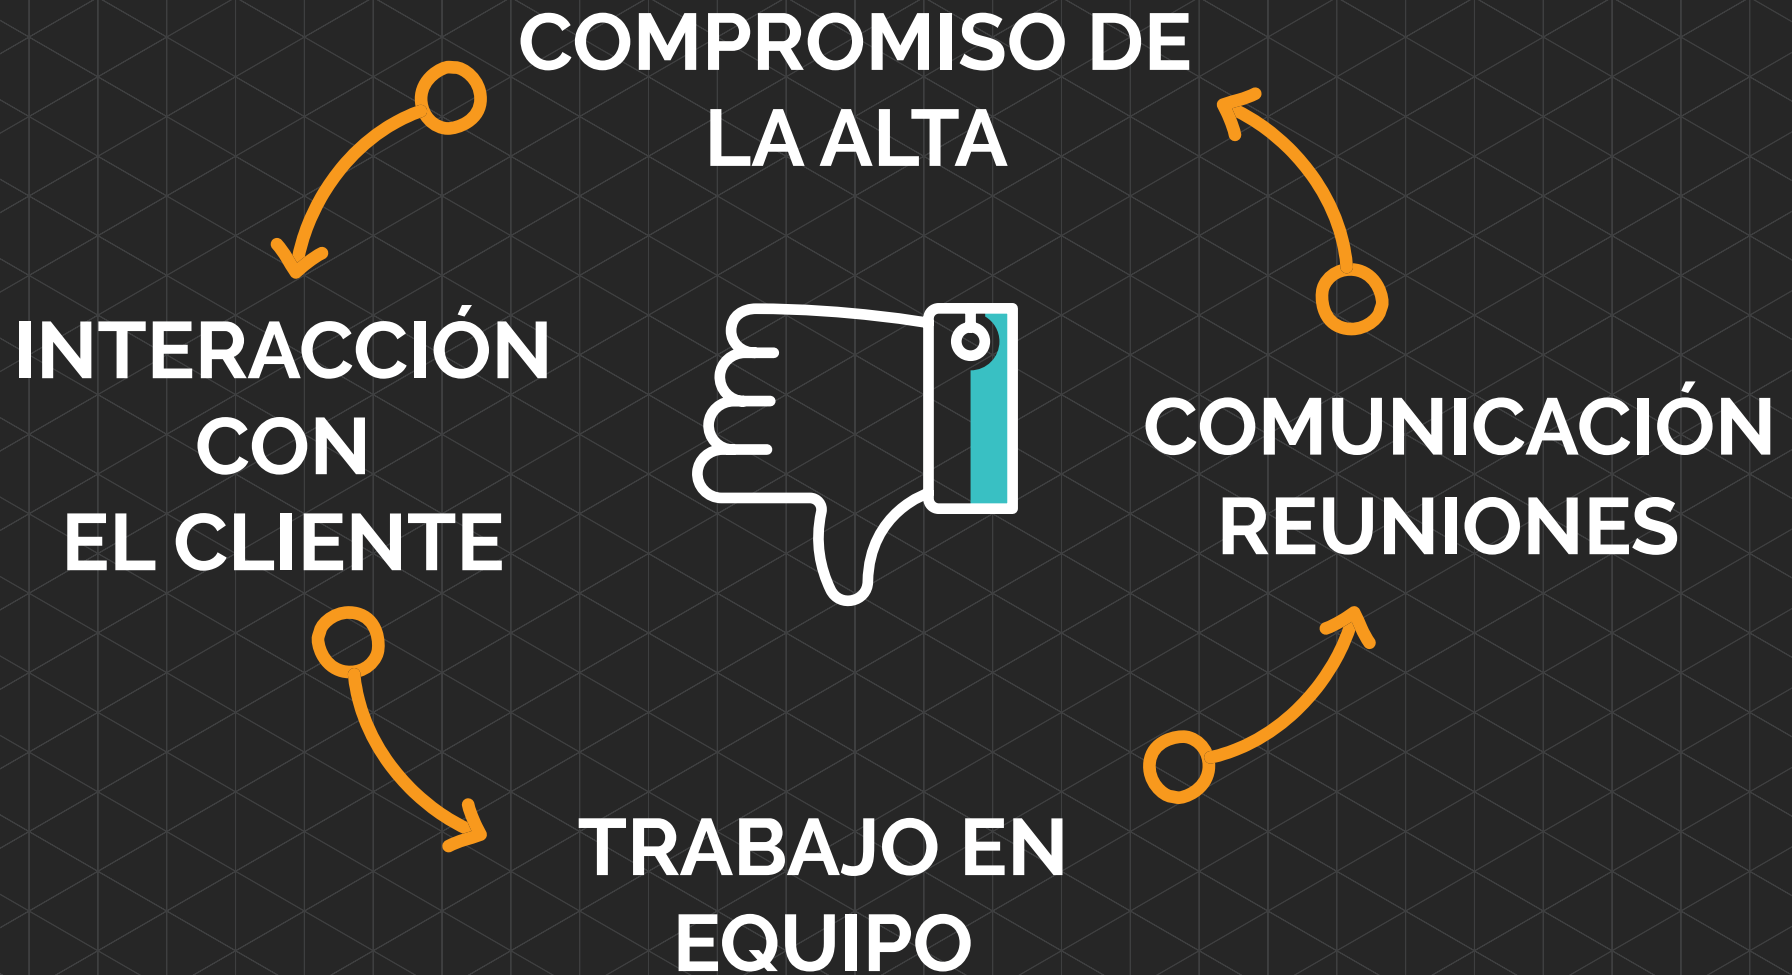 COMPROMISO DE
LA ALTA
INTERACCIÓN
CON
EL CLIENTE
COMUNICACIÓN
REUNIONES
TRABAJO EN
EQUIPO